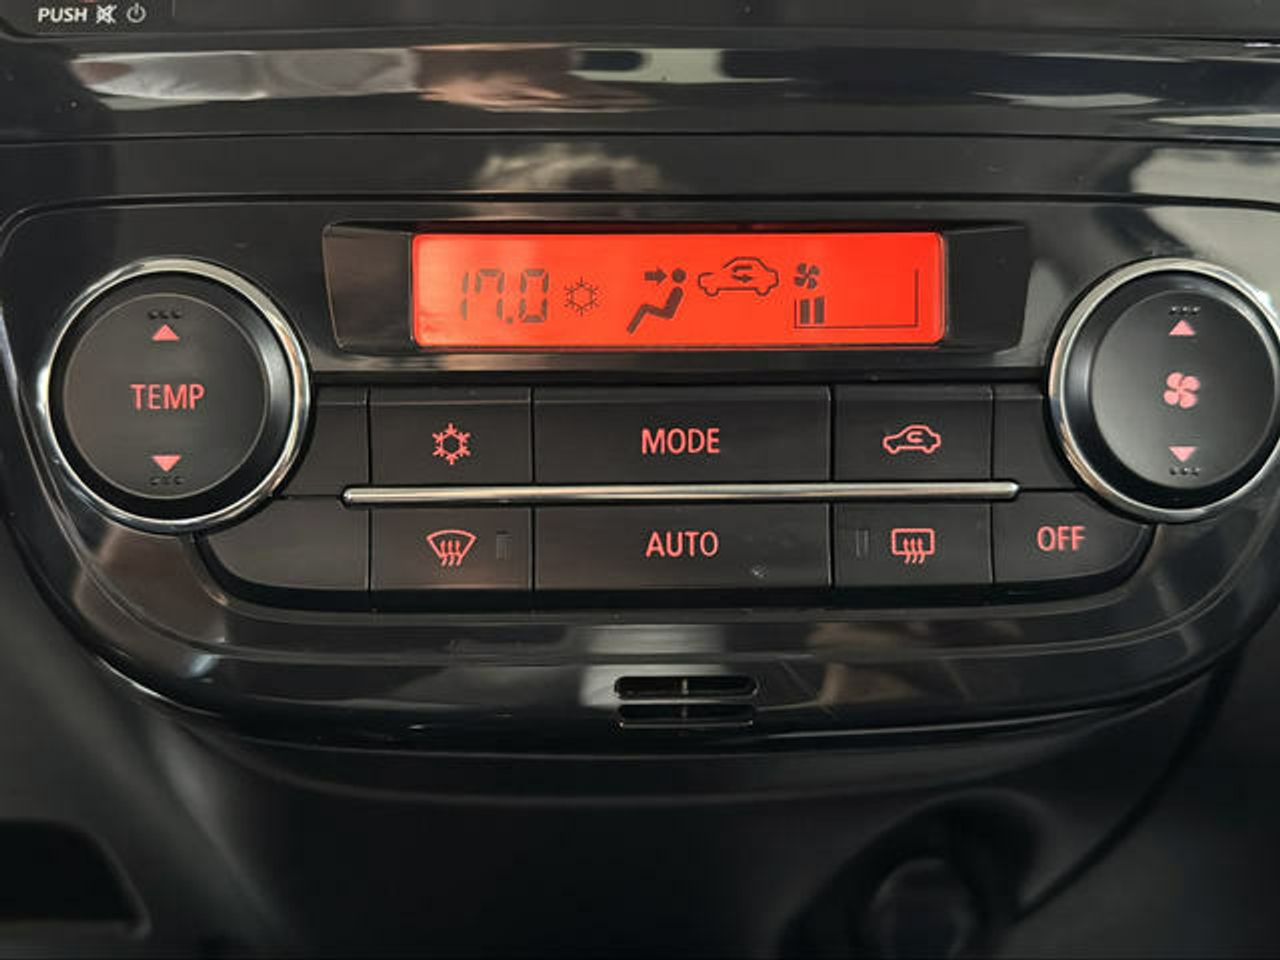 PUSH
17.0
TEMP
MODE
AUTO
OFF